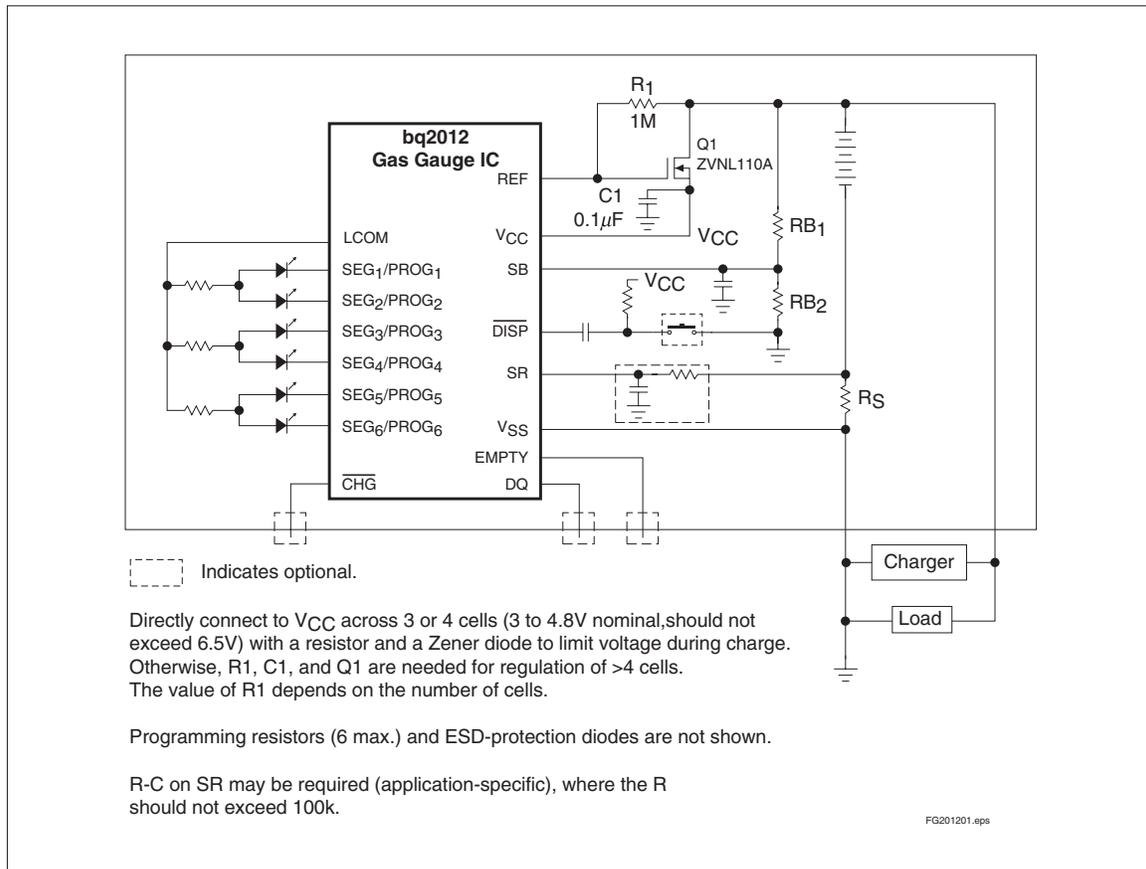 bq2012
Gas Gauge IC
R1
1M
Q1
ZVNL110A
REF
C1
0.1µF
VCC
VCC
RB1
LCOM
SEG1/PROG1
SB
SEG2/PROG2
VCC
RB2
SEG3/PROG3
DISP
SEG4/PROG4
SR
SEG5/PROG5
RS
SEG6/PROG6
VSS
EMPTY
CHG
DQ
Indicates optional.
Charger
Load
Directly connect to VCC across 3 or 4 cells (3 to 4.8V nominal,should not
exceed 6.5V) with a resistor and a Zener diode to limit voltage during charge.
Otherwise, R1, C1, and Q1 are needed for regulation of >4 cells.
The value of R1 depends on the number of cells.
Programming resistors (6 max.) and ESD-protection diodes are not shown.
R-C on SR may be required (application-specific), where the R
should not exceed 100k.
FG201201.eps